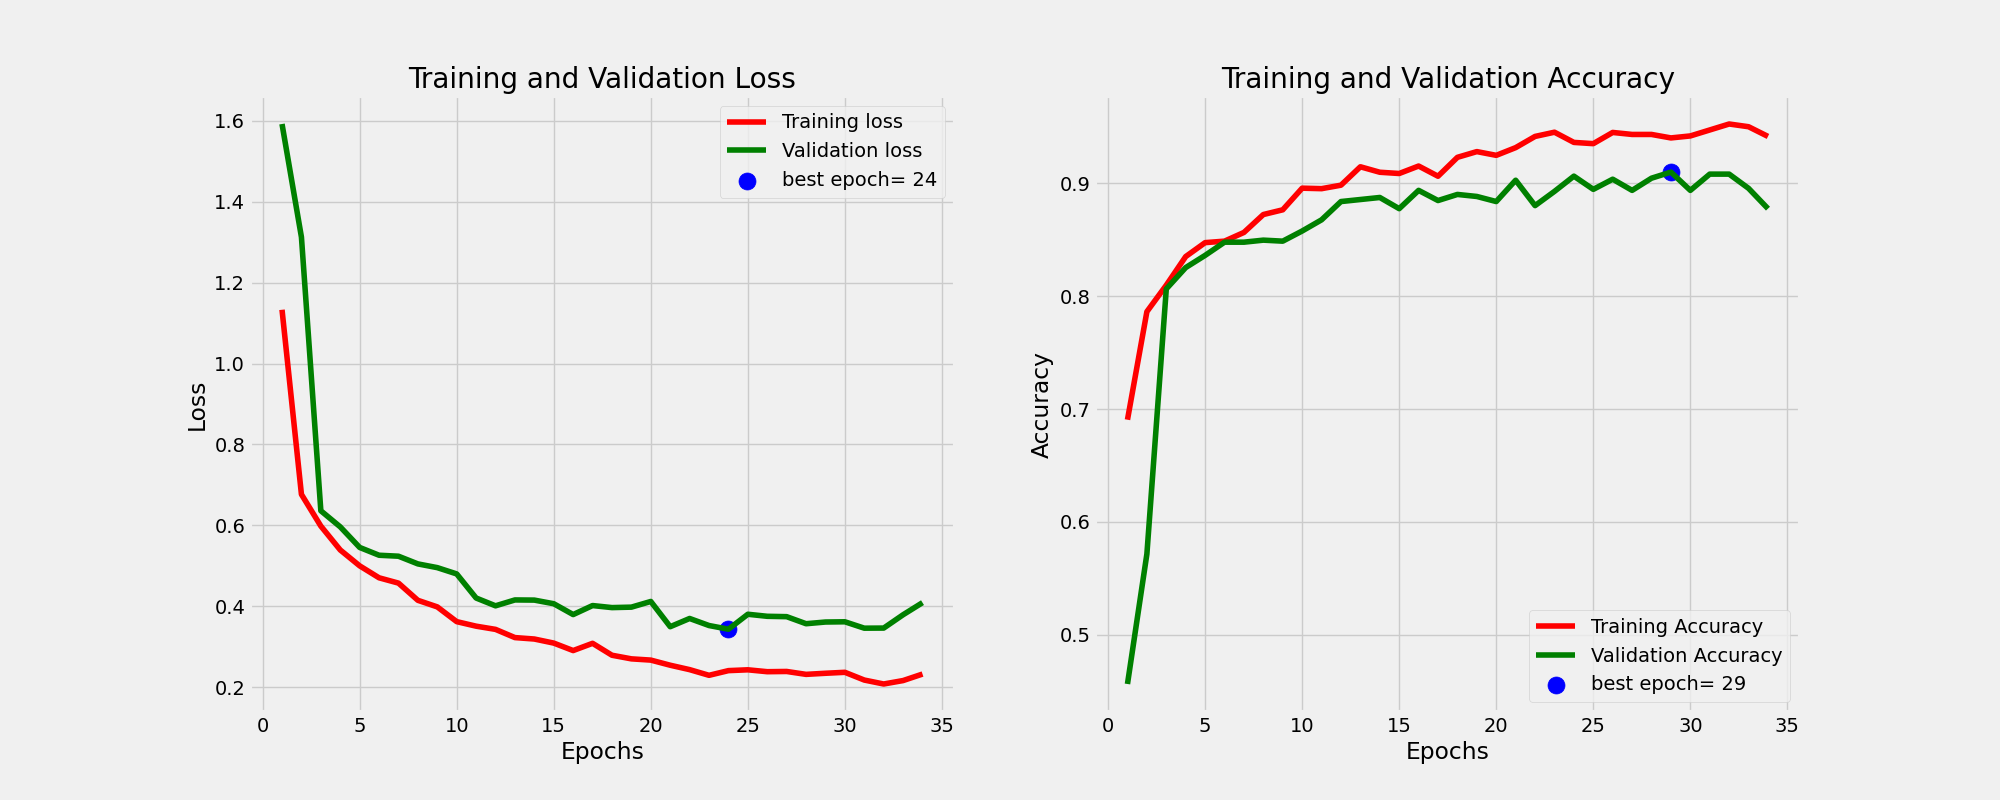 Training and Validation Loss
1.6
1.4
1.2
1.0
0.8
0.6
0.4
0.2
Loss
0 5 10 15 20 25 30 35
Epochs
Training loss
Validation loss
best epoch= 24
Training and Validation Accuracy
0.9
0.8
0.7
0.6
0.5
Accuracy
0 5 10 15 20 25 30 35
Epochs
Training Accuracy
Validation Accuracy
best epoch= 29